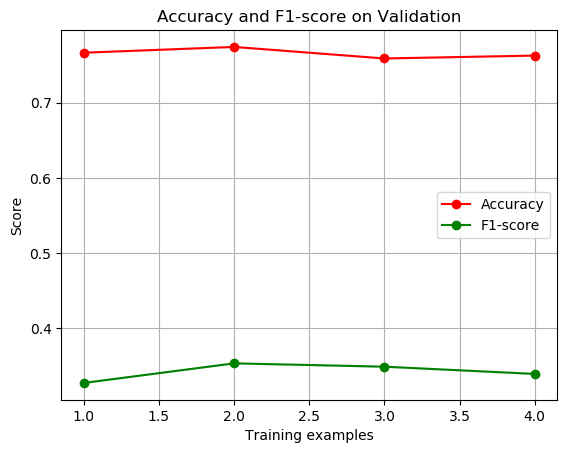 Accuracy and F1-score on Validation
0.7
0.6
0.5
0.4
Score
Accuracy
F1-score
1.0 1.5 2.0 2.5 3.0 3.5 4.0
Training examples